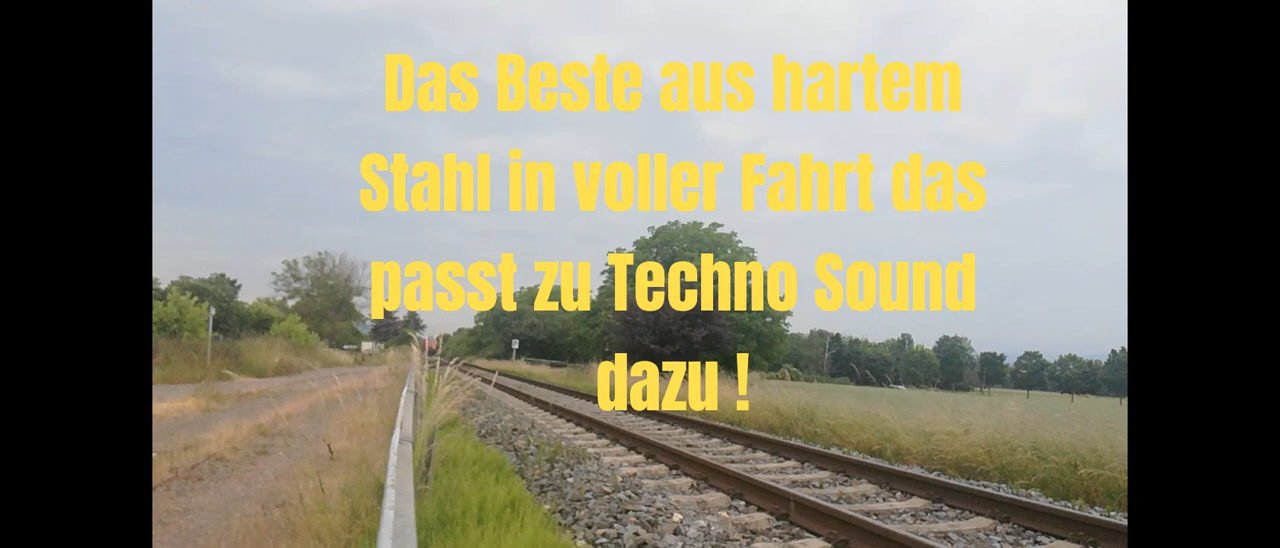 Das Beste aus hartem
Stahl in voller Fahrt das
passt zu Techno Sound
dazu !